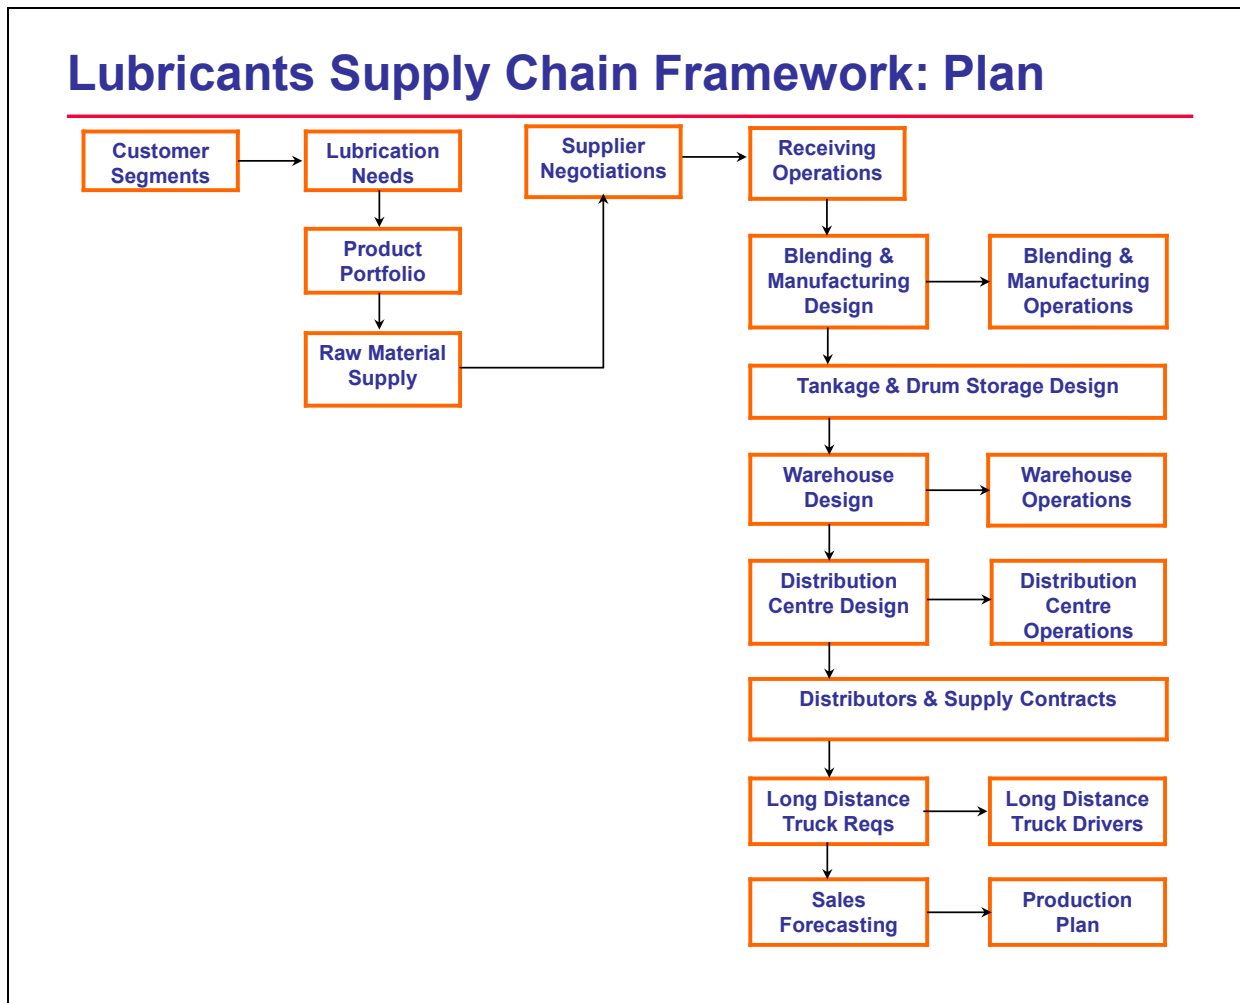 Lubricants Supply Chain Framework: Plan
Customer
Segments
Lubrication
Needs
Product
Portfolio
Raw Material
Supply
Supplier
Negotiations
Receiving
Operations
Blending &
Manufacturing
Design
Blending &
Manufacturing
Operations
Tankage & Drum Storage Design
Warehouse
Design
Warehouse
Operations
Distribution
Centre Design
Distribution
Centre
Operations
Distributors & Supply Contracts
Long Distance
Truck Reqs
Long Distance
Truck Drivers
Sales
Forecasting
Production
Plan